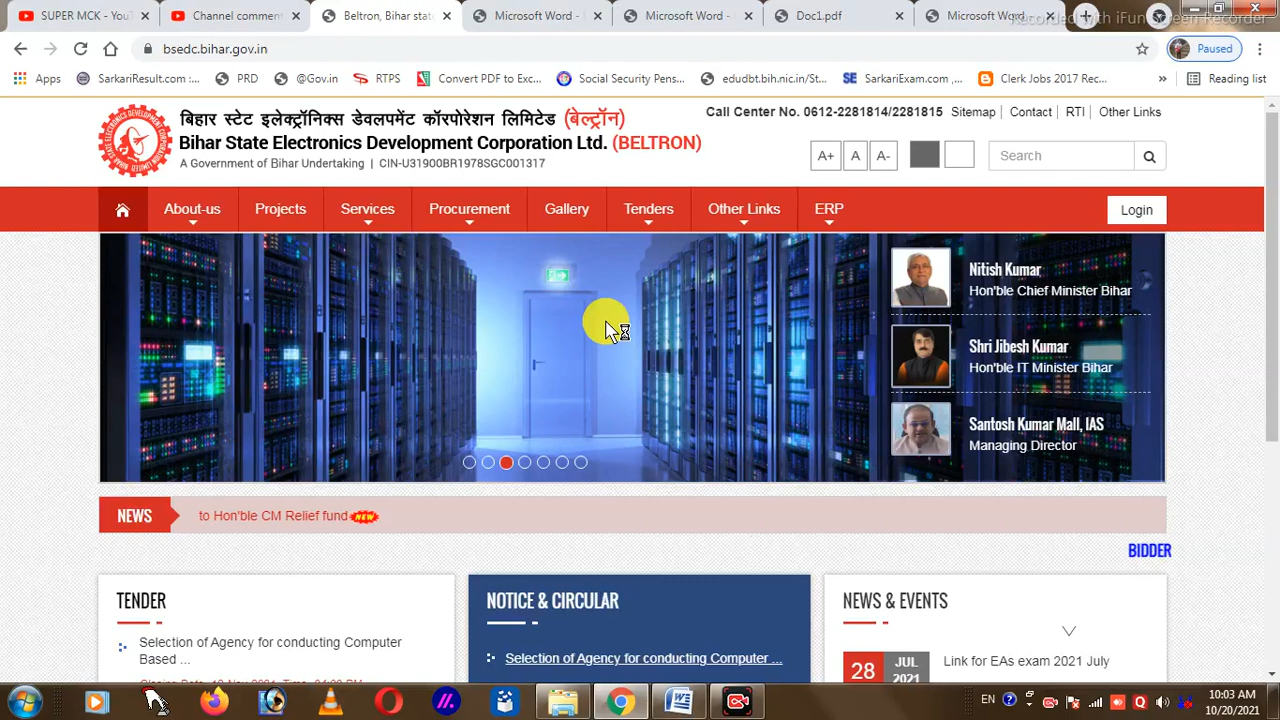 SUPER MCK - YouT
Channel comment
Beltron, Bihar state
Microsoft Word -
Microsoft Word -
Doc1.pdf
Microsoft Word
Recorded with iFun Screen Recorder
bsedc.bihar.gov.in
Paused
Apps
SarkariResult.com :...
PRD
@Gov.in
RTPS
Convert PDF to Exc...
Social Security Pens...
edudbt.bih.nic.in/St...
SarkariExam.com ,...
Clerk Jobs 2017 Rec...
»
Reading list
बिहार स्टेट इलेक्ट्रॉनिक्स डेवलपमेंट कॉरपोरेशन लिमिटेड (बेल्ट्रॉन)
Call Center No. 0612-2281814/2281815 Sitemap Contact RTI Other Links
Bihar State Electronics Development Corporation Ltd. (BELTRON)
A Government of Bihar Undertaking | CIN-U31900BR1978SGC001317
A+ A A- Search
About-us Projects Services Procurement Gallery Tenders Other Links ERP Login
Nitish Kumar
Hon'ble Chief Minister Bihar
Shri Jibesh Kumar
Hon'ble IT Minister Bihar
Santosh Kumar Mall, IAS
Managing Director
NEWS to Hon'ble CM Relief fund NEW
BIDDER
TENDER
Selection of Agency for conducting Computer
Based ...
NOTICE & CIRCULAR
Selection of Agency for conducting Computer ...
NEWS & EVENTS
28 JUL
2021
Link for EAs exam 2021 July
EN
10:03 AM
10/20/2021